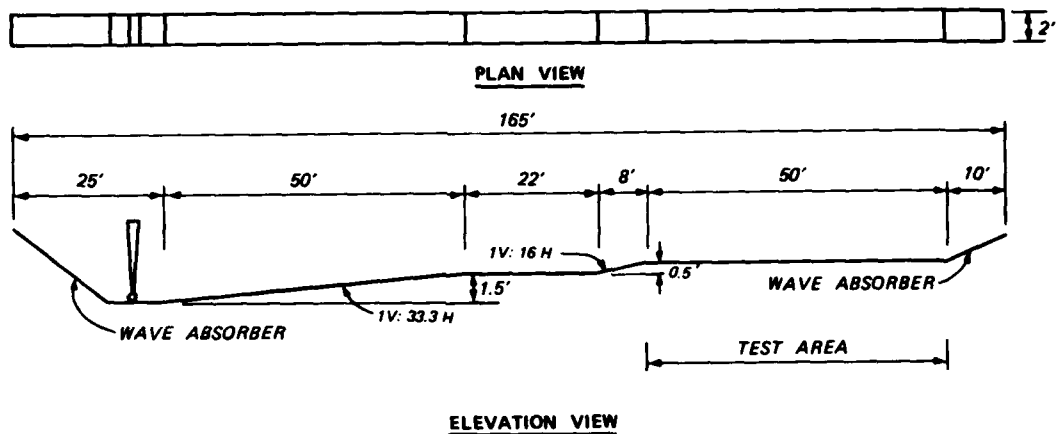 2'
PLAN VIEW
165'
25' 50' 22' 8' 50' 10'
1V: 16 H
0.5'
1.5'
WAVE ABSORBER
1V: 33.3 H
WAVE ABSORBER
TEST AREA
ELEVATION VIEW